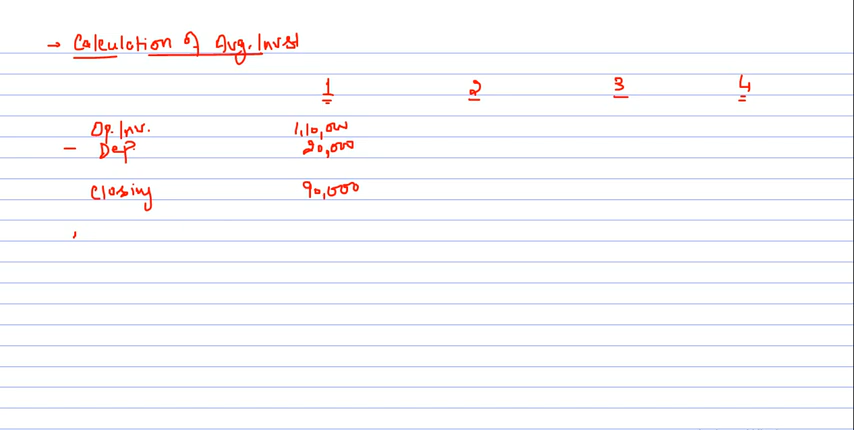 → Calculation of Avg. Invest
1 2 3 4
Op. Inv. 1,10,000
- Dep. 20,000
Closing 90,000